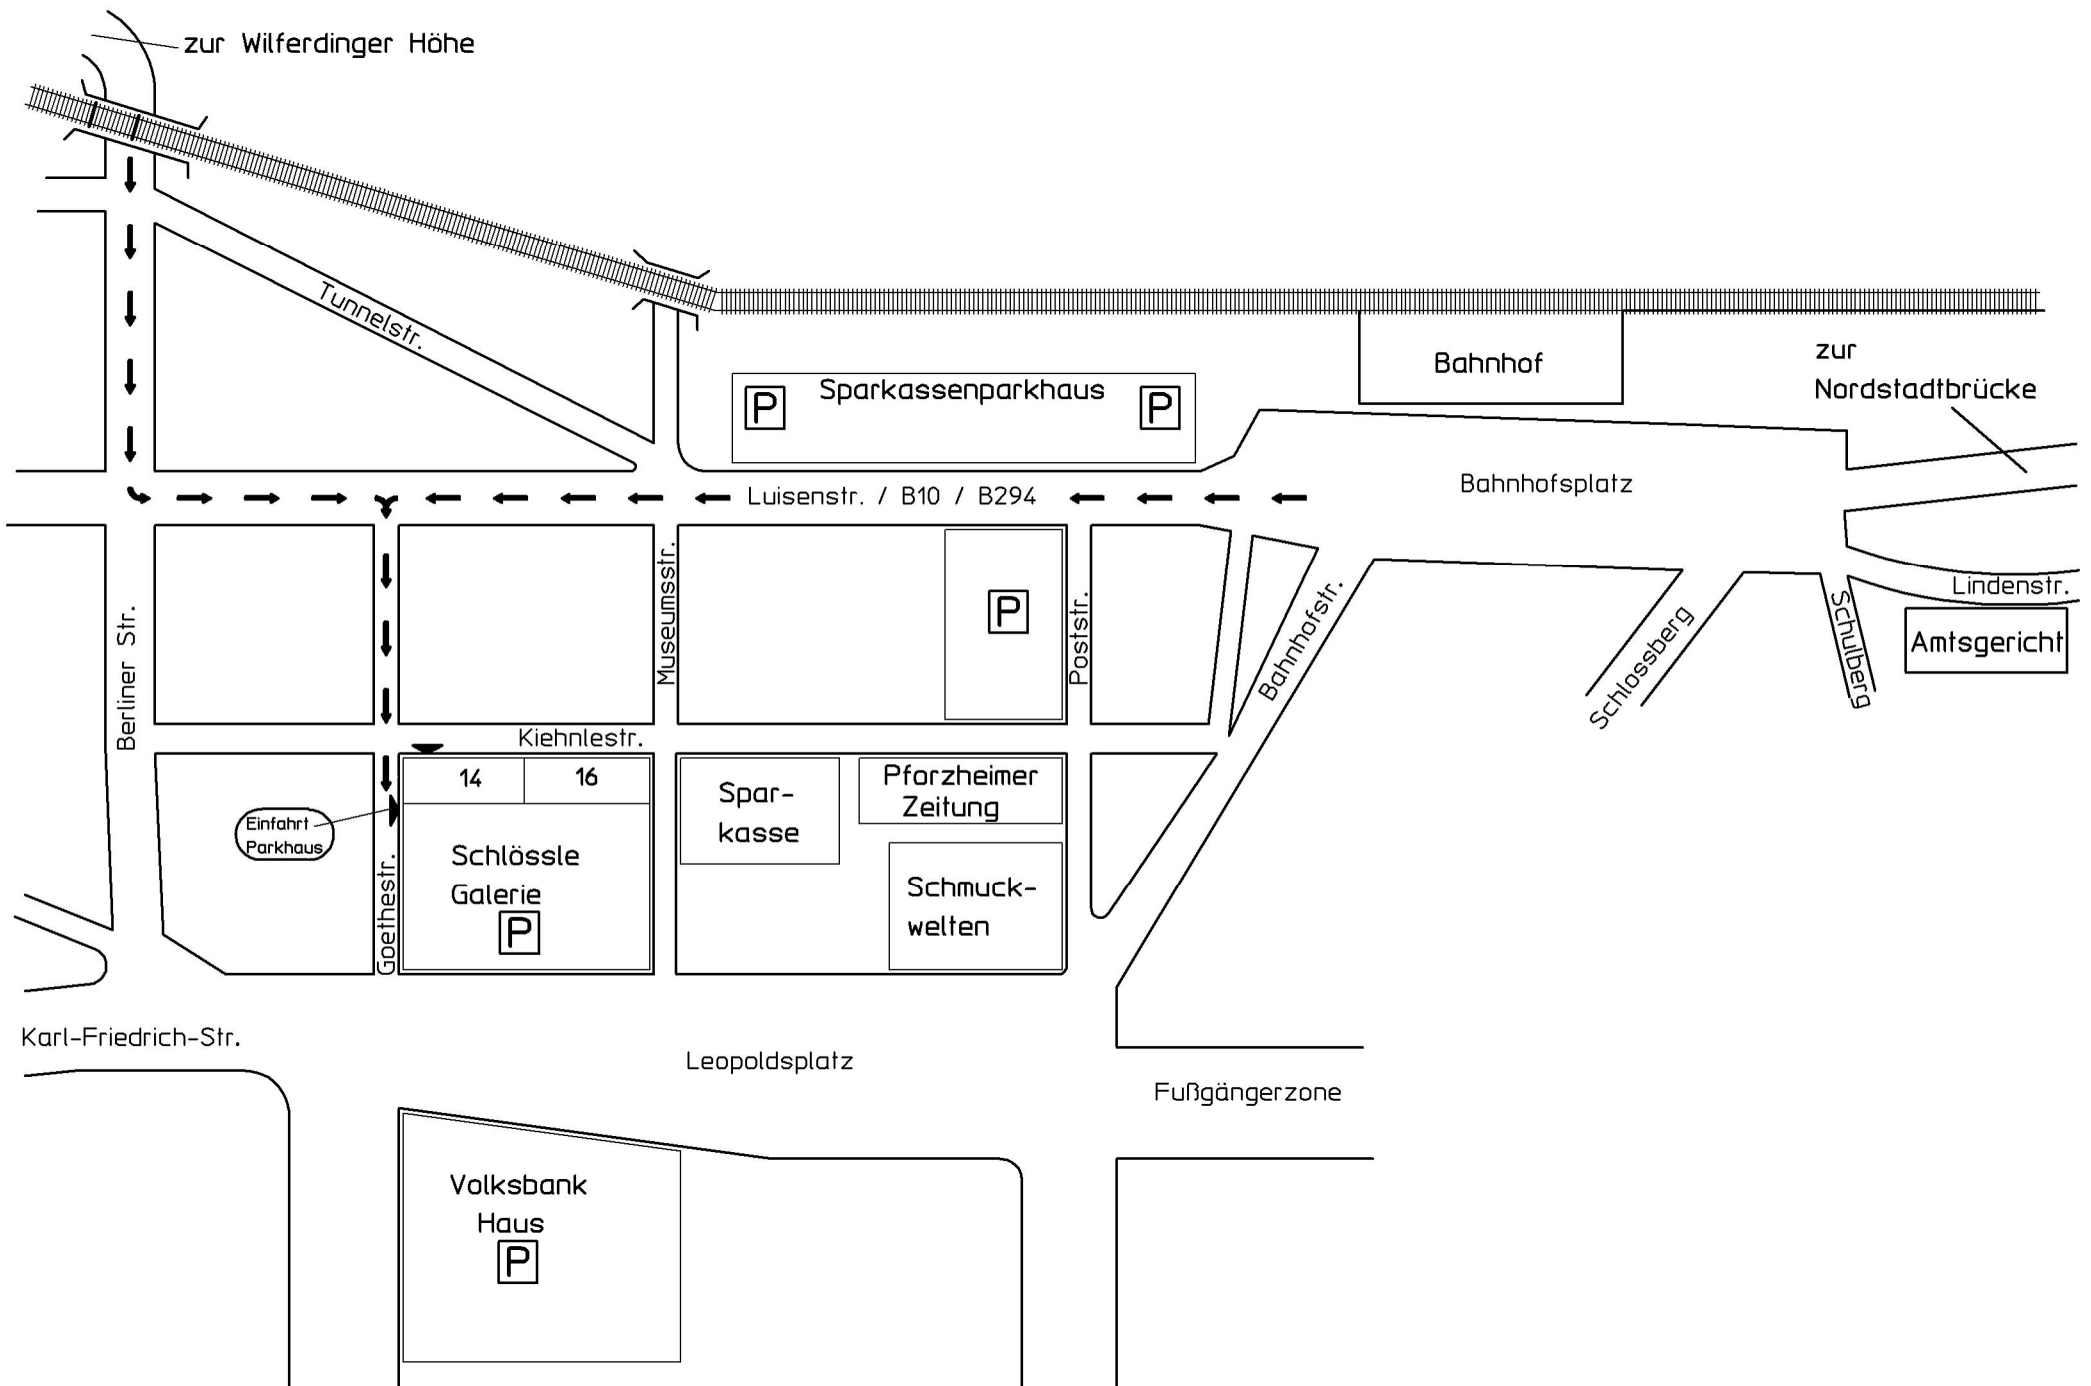 zur Wilferdinger Höhe
Tunnelstr.
Bahnhof
zur
Nordstadtbrücke
P
Sparkassenparkhaus
P
Bahnhofsplatz
Luisenstr. / B10 / B294
Berliner Str.
Museumsstr.
P
Poststr.
Bahnhofstr.
Schlossberg
Schulberg
Lindenstr.
Amtsgericht
Kiehnlestr.
14
16
Spar-
kasse
Pforzheimer
Zeitung
Einfahrt
Parkhaus
Goethestr.
Schlössle
Galerie
P
Schmuck-
welten
Karl-Friedrich-Str.
Leopoldsplatz
Fußgängerzone
Volksbank
Haus
P